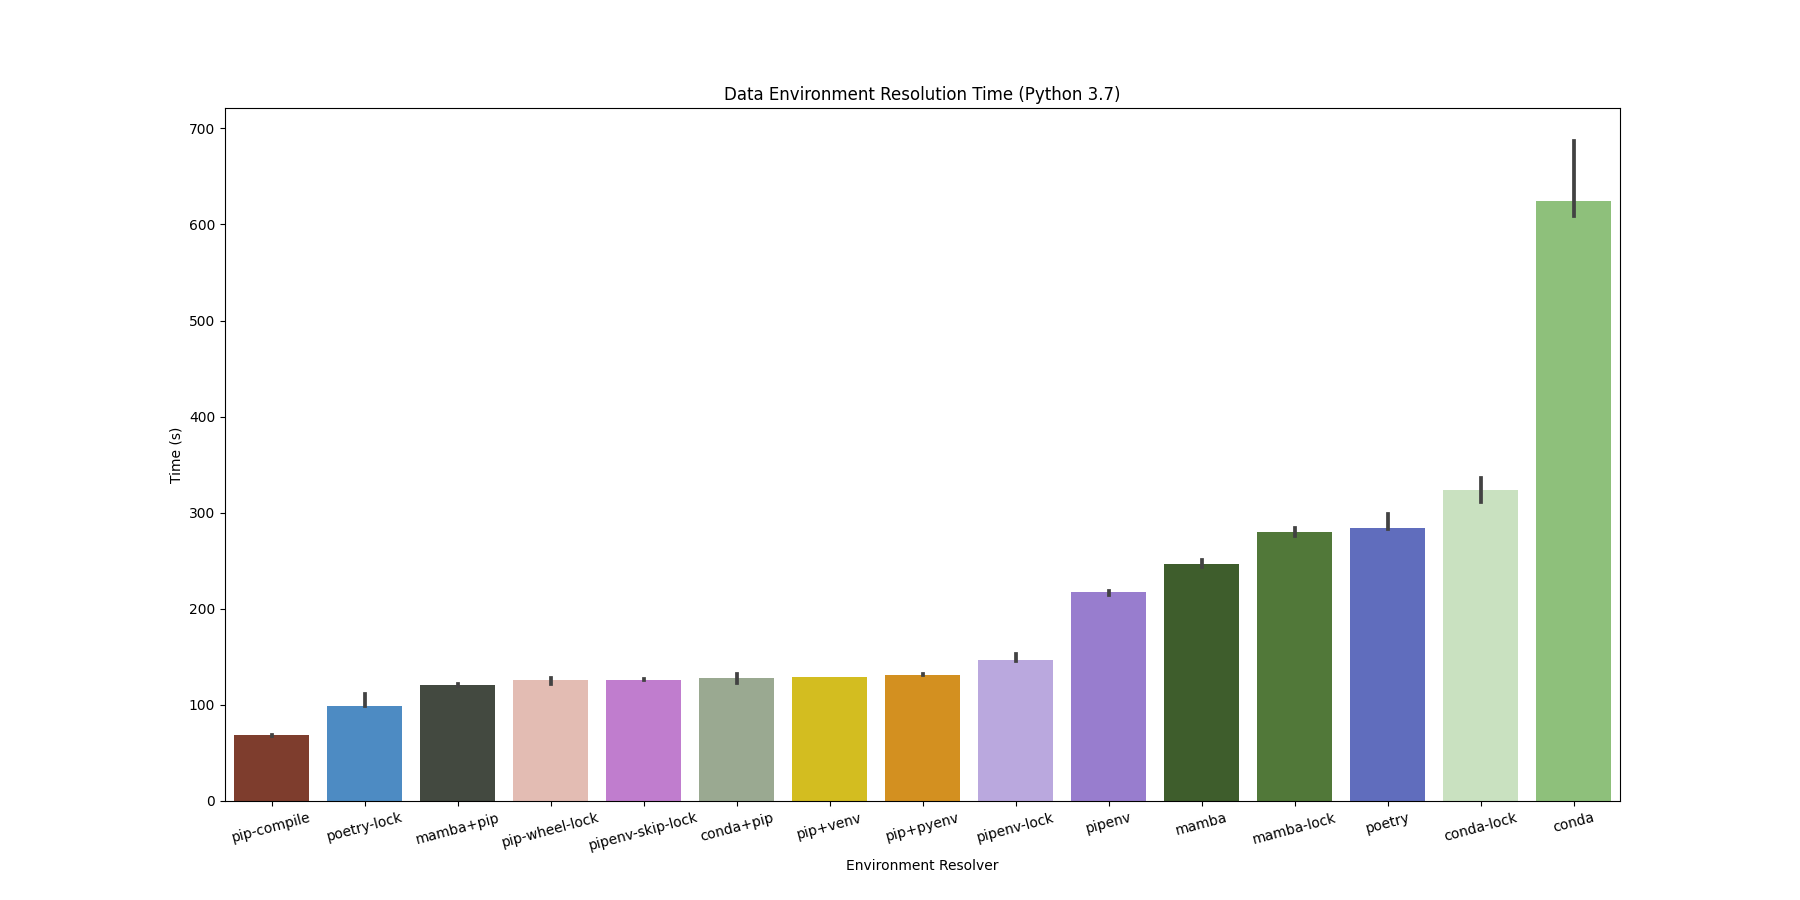 Data Environment Resolution Time (Python 3.7)
700
600
500
400
300
200
100
0
Time (s)
pip-compile
poetry-lock
mamba+pip
pip-wheel-lock
pipenv-skip-lock
conda+pip
pip+venv
pip+pyenv
pipenv-lock
pipenv
mamba
mamba-lock
poetry
conda-lock
conda
Environment Resolver